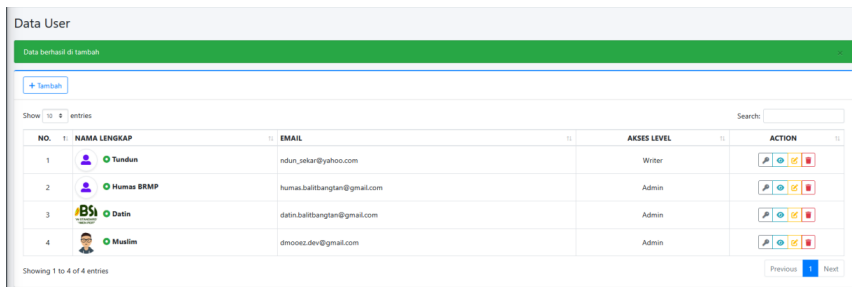 Data User
Data berhasil di tambah
+ Tambah
Show 10 entries
Search:
NO. NAMA LENGKAP EMAIL AKSES LEVEL ACTION
1 Tundun ndun_sekar@yahoo.com Writer
2 Humas BRMP humas.balitbangtan@gmail.com Admin
BSI
3 Datin datin.balitbangtan@gmail.com Admin
4 Muslim dmooez.dev@gmail.com Admin
Showing 1 to 4 of 4 entries
Previous 1 Next